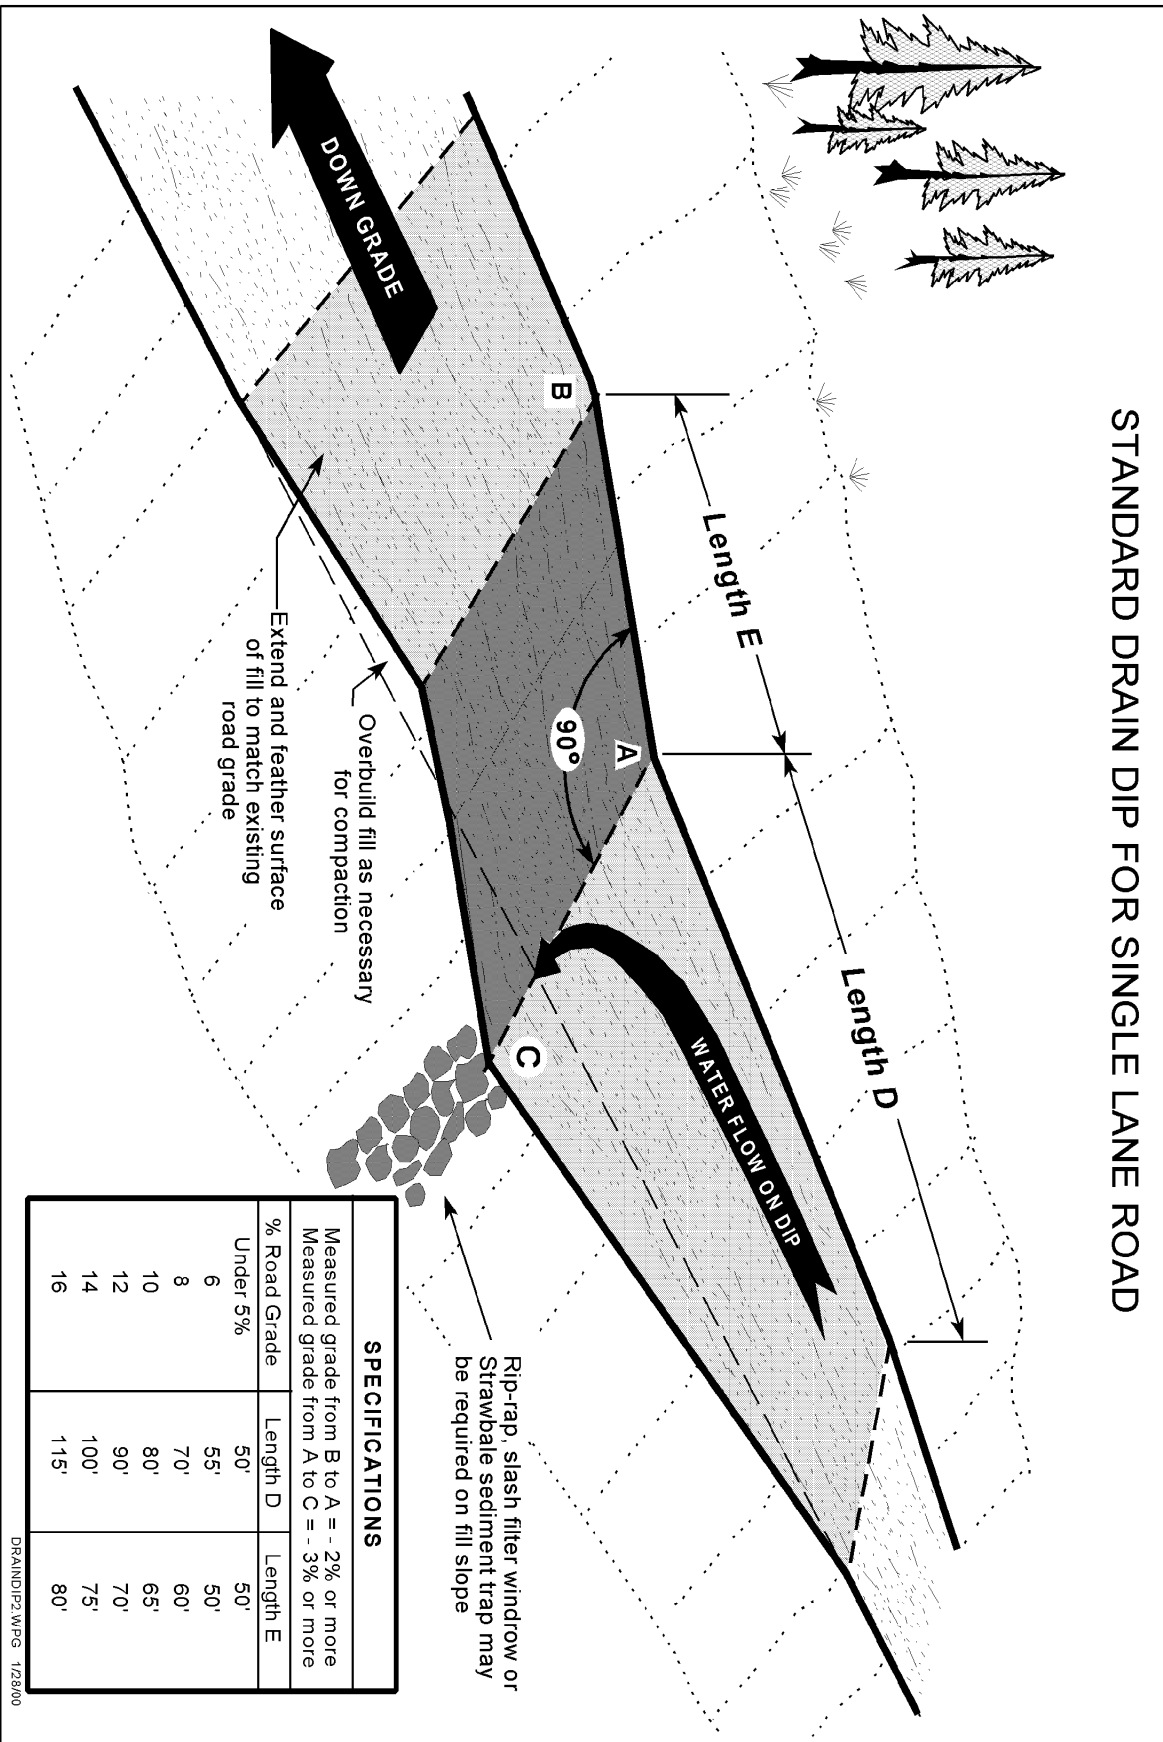 STANDARD DRAIN DIP FOR SINGLE LANE ROAD
Length E
Length D
B
A
90°
C
DOWN GRADE
WATER FLOW ON DIP
Overbuild fill as necessary
for compaction
Extend and feather surface
of fill to match existing
road grade
Rip-rap, slash filter windrow or
Strawbale sediment trap may
be required on fill slope
SPECIFICATIONS
Measured grade from B to A = - 2% or more
Measured grade from A to C = - 3% or more
% Road Grade Length D Length E
Under 5% 50' 50'
6 55' 50'
8 70' 60'
10 80' 65'
12 90' 70'
14 100' 75'
16 115' 80'
DRAINDIP2.WPG 1/28/00